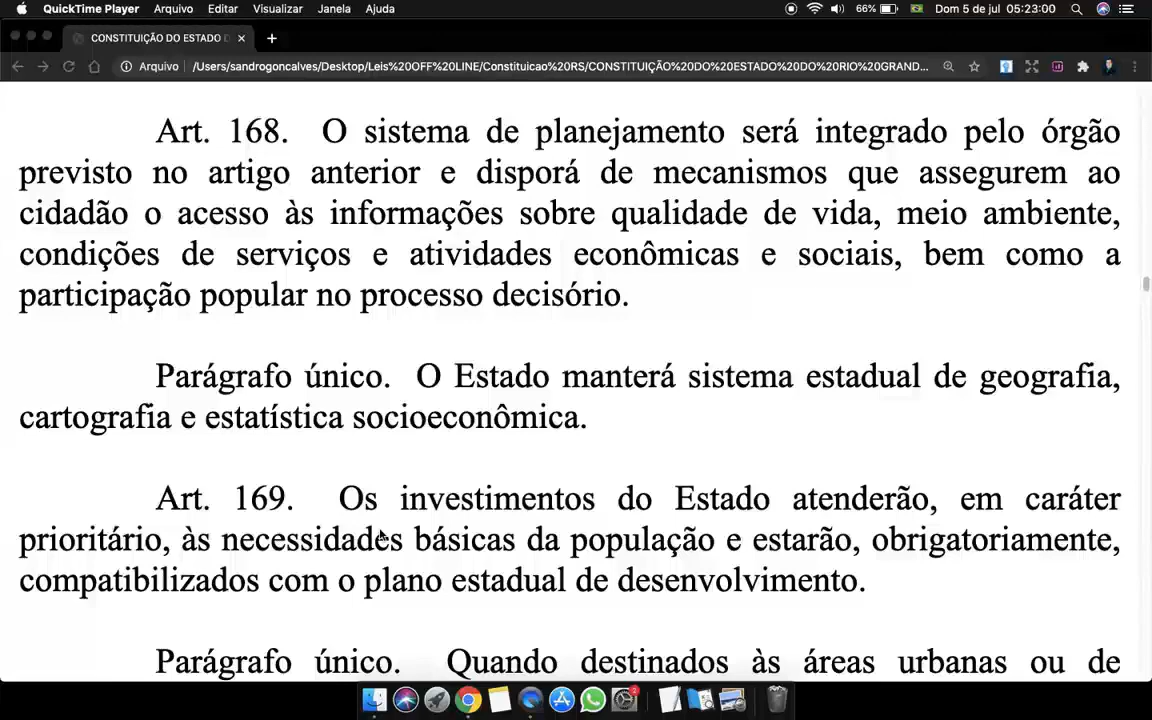 QuickTime Player Arquivo Editar Visualizar Janela Ajuda 66% Dom 5 de jul 05:23:00
CONSTITUIÇÃO DO ESTADO D
Arquivo /Users/sandrogoncalves/Desktop/Leis%20OFF%20LINE/Constituicao%20RS/CONSTITUIÇÃO%20DO%20ESTADO%20DO%20RIO%20GRAND...
Art. 168. O sistema de planejamento será integrado pelo órgão
previsto no artigo anterior e disporá de mecanismos que assegurem ao
cidadão o acesso às informações sobre qualidade de vida, meio ambiente,
condições de serviços e atividades econômicas e sociais, bem como a
participação popular no processo decisório.
Parágrafo único. O Estado manterá sistema estadual de geografia,
cartografia e estatística socioeconômica.
Art. 169. Os investimentos do Estado atenderão, em caráter
prioritário, às necessidades básicas da população e estarão, obrigatoriamente,
compatibilizados com o plano estadual de desenvolvimento.
Parágrafo único. Quando destinados às áreas urbanas ou de